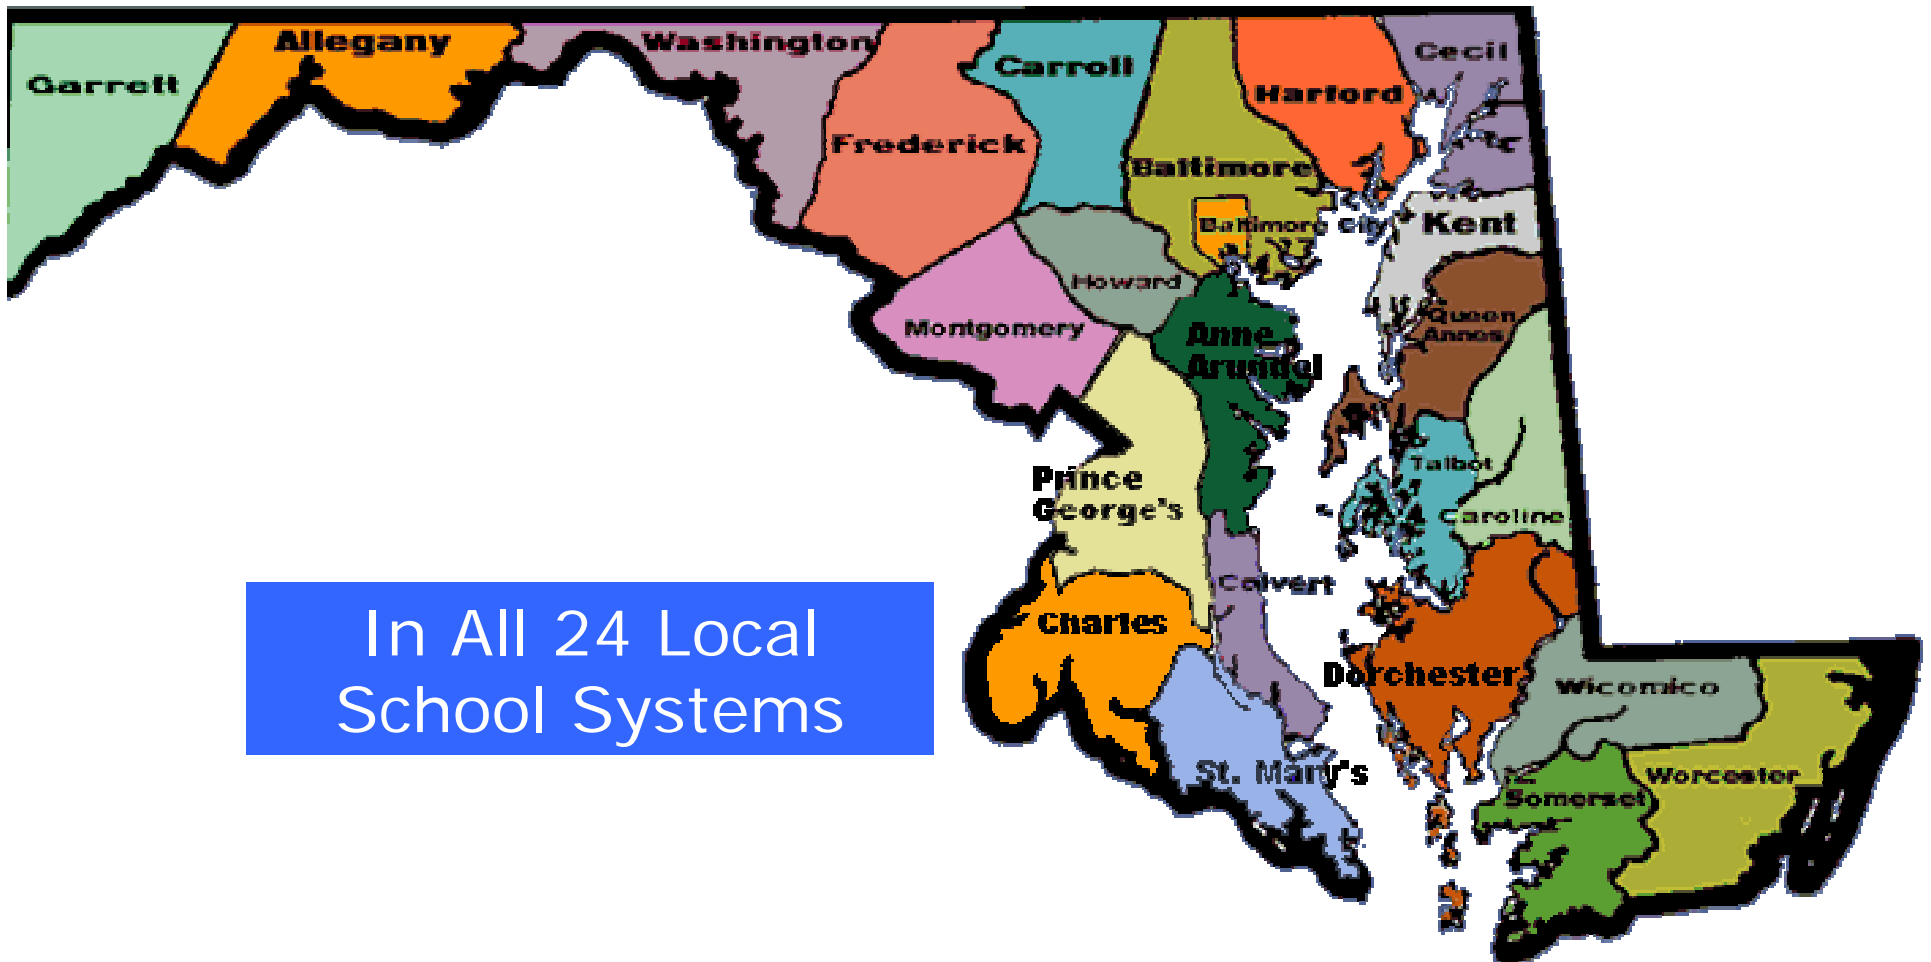 Garrett
Allegany
Washington
Frederick
Carroll
Baltimore
Baltimore City
Harford
Cecil
Kent
Howard
Montgomery
Anne
Arundel
Queen
Annes
Prince
George's
Talbot
Caroline
Calvert
Charles
Dorchester
St. Mary's
Wicomico
Somerset
Worcester
In All 24 Local
School Systems